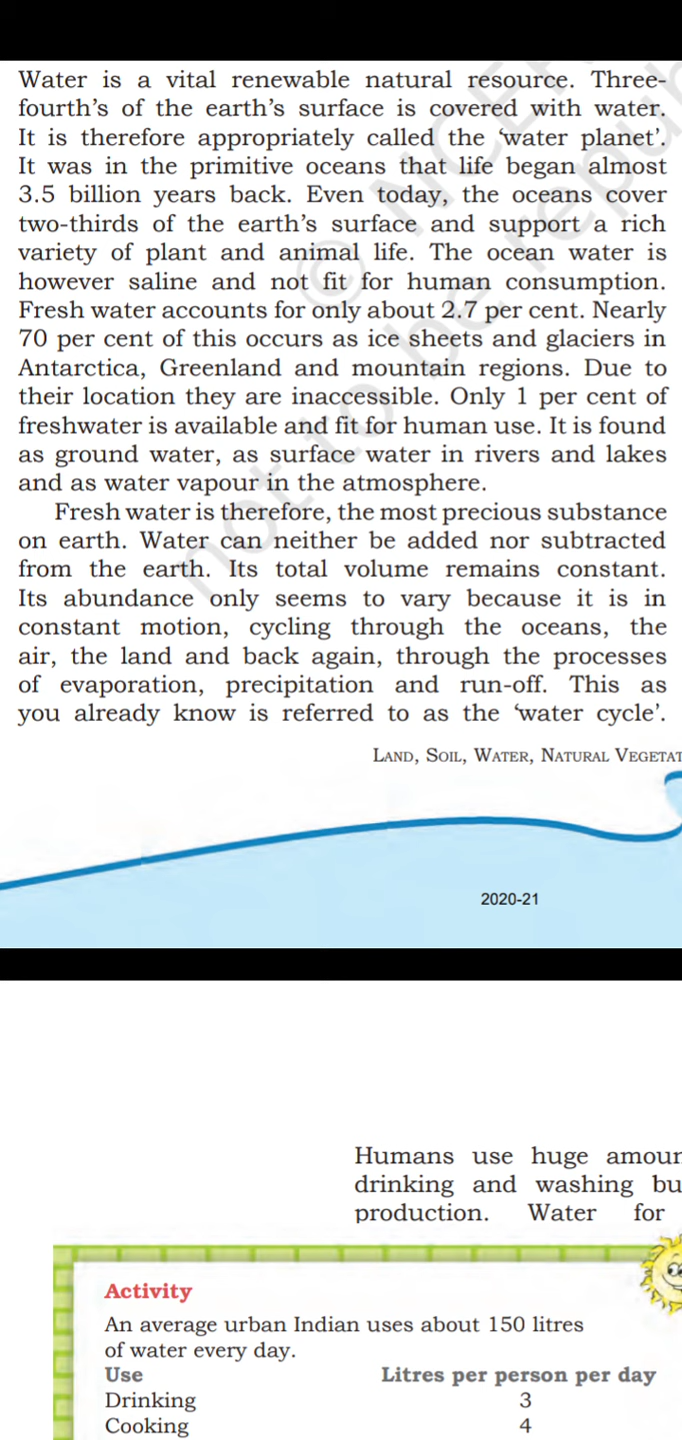 Water is a vital renewable natural resource. Three-
fourth's of the earth's surface is covered with water.
It is therefore appropriately called the 'water planet'.
It was in the primitive oceans that life began almost
3.5 billion years back. Even today, the oceans cover
two-thirds of the earth's surface and support a rich
variety of plant and animal life. The ocean water is
however saline and not fit for human consumption.
Fresh water accounts for only about 2.7 per cent. Nearly
70 per cent of this occurs as ice sheets and glaciers in
Antarctica, Greenland and mountain regions. Due to
their location they are inaccessible. Only 1 per cent of
freshwater is available and fit for human use. It is found
as ground water, as surface water in rivers and lakes
and as water vapour in the atmosphere.
Fresh water is therefore, the most precious substance
on earth. Water can neither be added nor subtracted
from the earth. Its total volume remains constant.
Its abundance only seems to vary because it is in
constant motion, cycling through the oceans, the
air, the land and back again, through the processes
of evaporation, precipitation and run-off. This as
you already know is referred to as the 'water cycle'.
LAND, SOIL, WATER, NATURAL VEGETAT
2020-21
Humans use huge amour
drinking and washing bu
production. Water for
Activity
An average urban Indian uses about 150 litres
of water every day.
Use Litres per person per day
Drinking 3
Cooking 4
© NCER
not to be repub